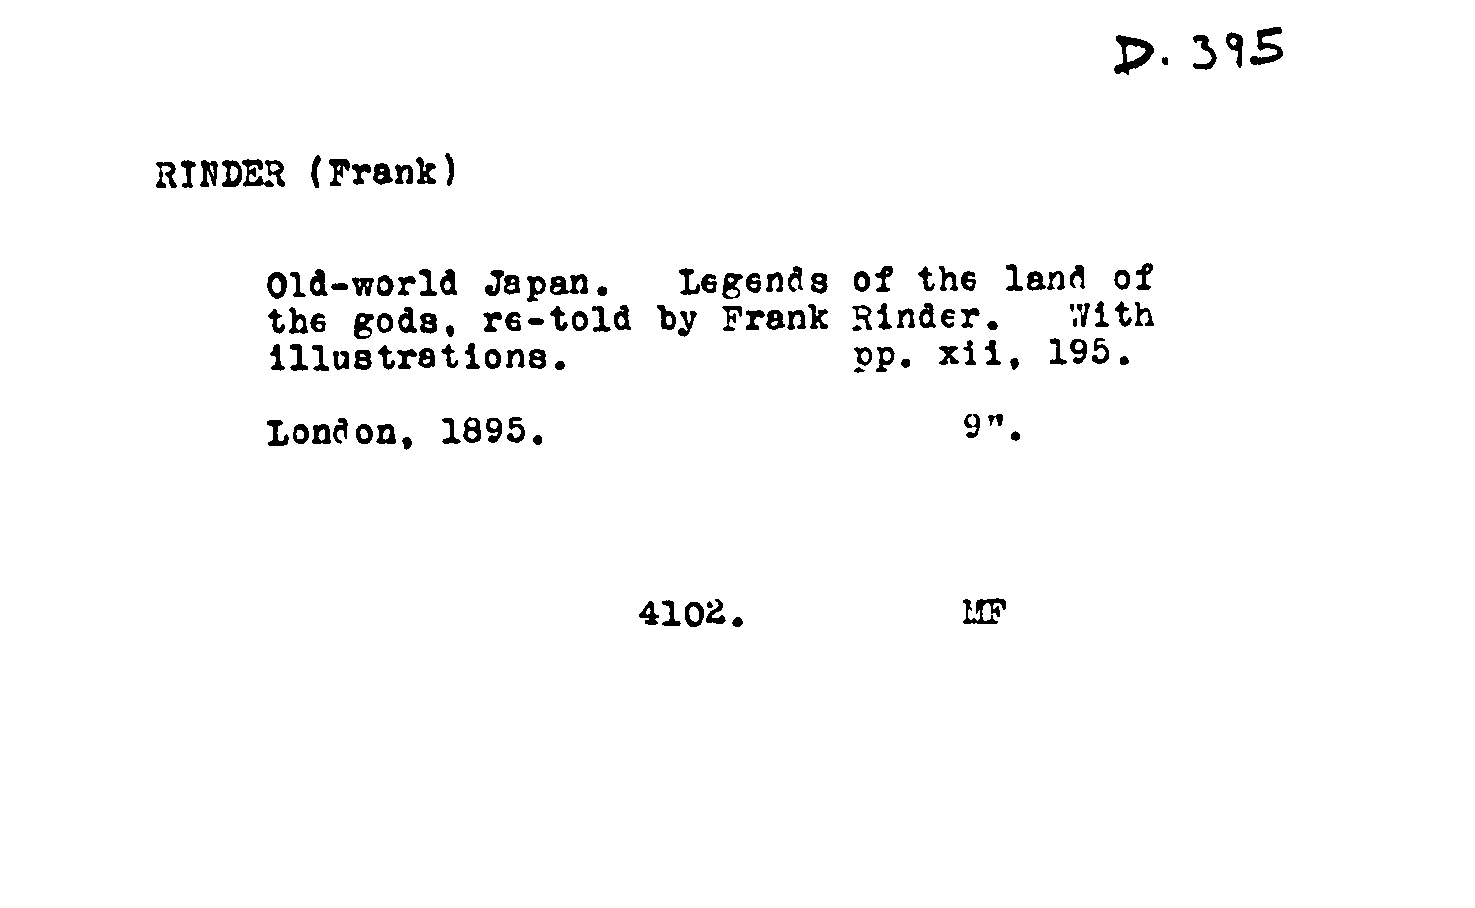 D. 395
RINDER (Frank)
Old-world Japan. Legends of the land of
the gods, re-told by Frank Rinder. With
illustrations. pp. xii, 195.
London, 1895. 9".
4102. MF